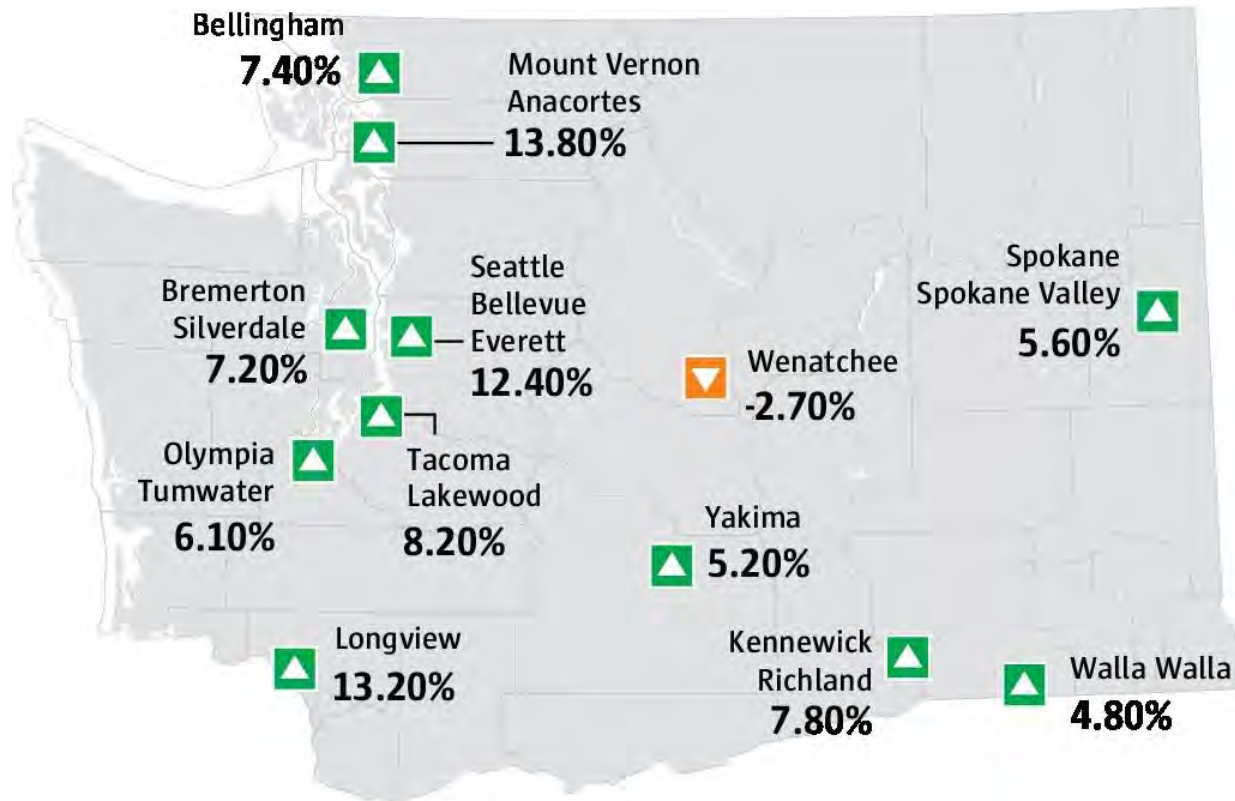 Bellingham
7.40%
Mount Vernon
Anacortes
13.80%
Seattle
Bellevue
Everett
12.40%
Bremerton
Silverdale
7.20%
Spokane
Spokane Valley
5.60%
Wenatchee
-2.70%
Olympia
Tumwater
6.10%
Tacoma
Lakewood
8.20%
Yakima
5.20%
Longview
13.20%
Kennewick
Richland
7.80%
Walla Walla
4.80%